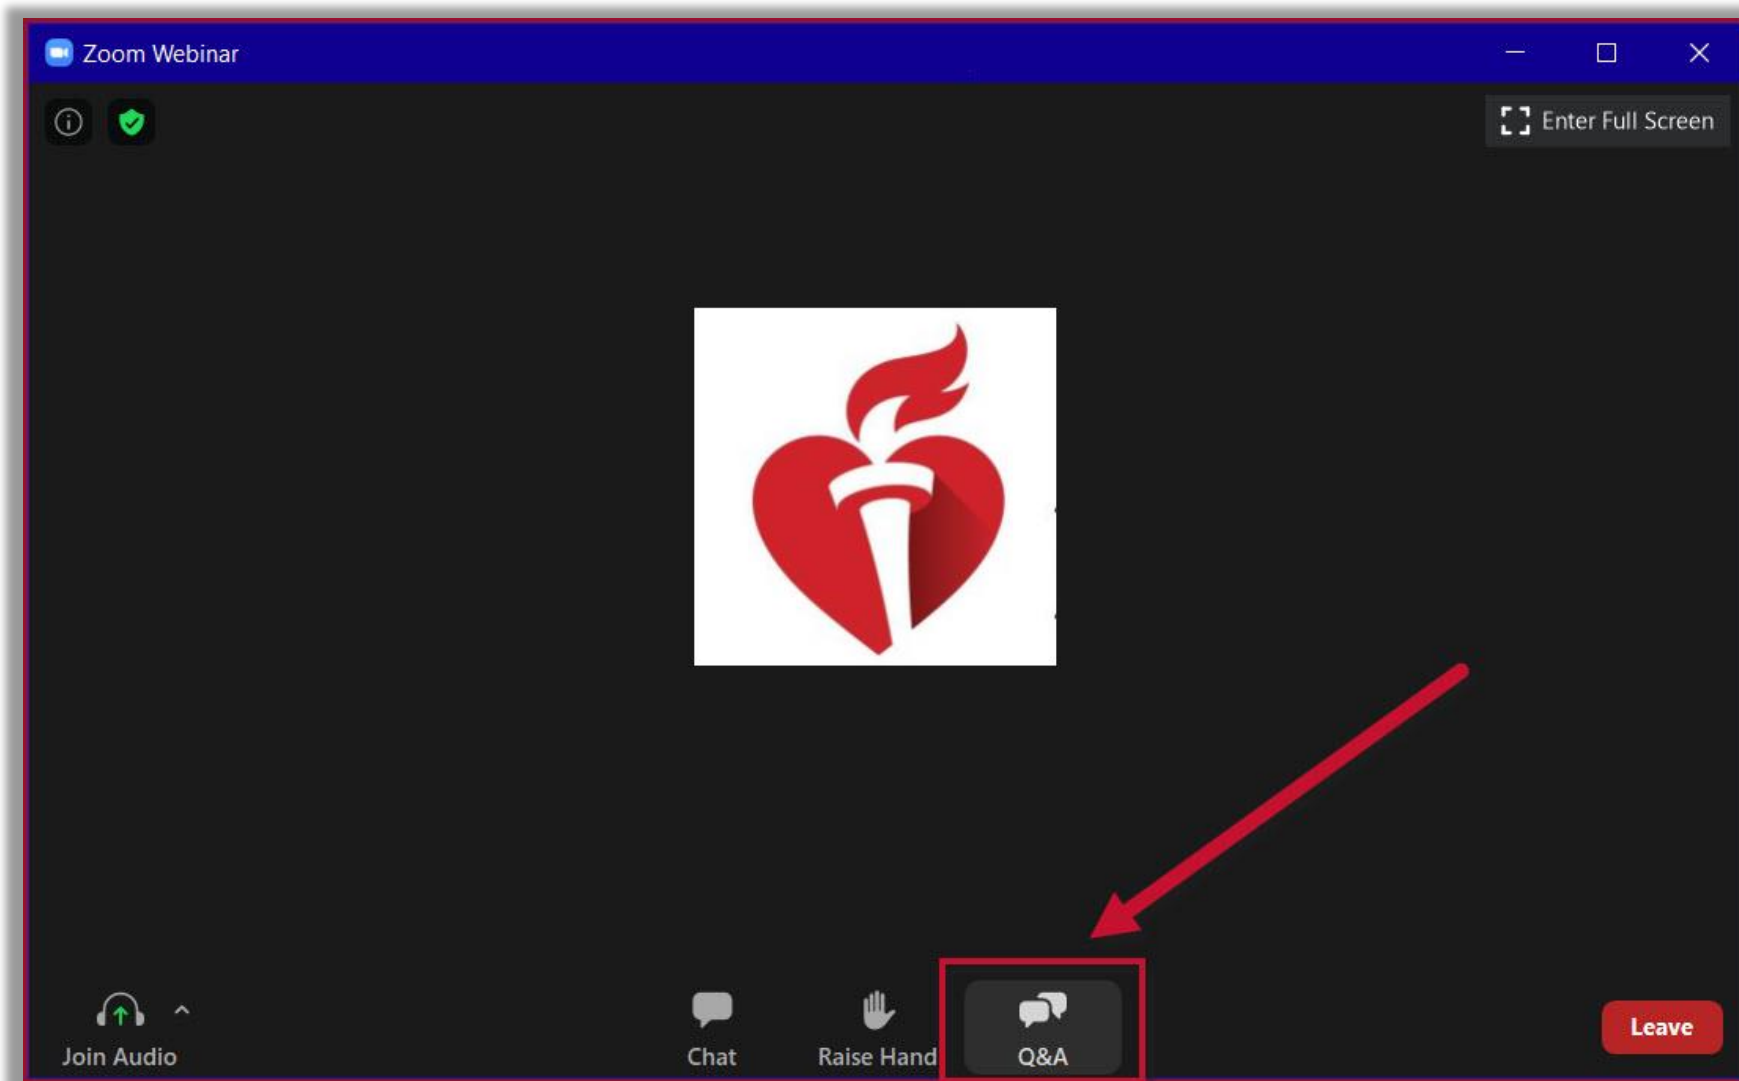 Zoom Webinar
Enter Full Screen
Join Audio
Chat
Raise Hand
Q&A
Leave